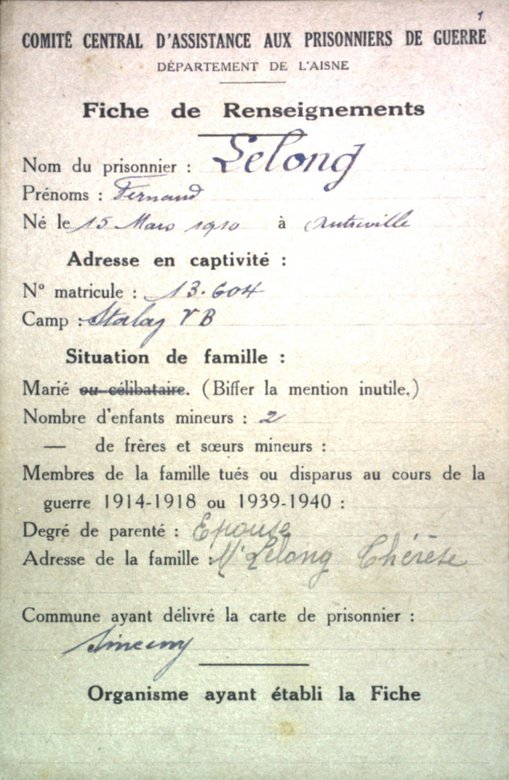 1
COMITÉ CENTRAL D'ASSISTANCE AUX PRISONNIERS DE GUERRE
DÉPARTEMENT DE L'AISNE
Fiche de Renseignements
Nom du prisonnier : Lelong
Prénoms : Fernand
Né le 15 Mars 1910 à Autreville
Adresse en captivité :
N° matricule : 13.604
Camp : Stalag V B
Situation de famille :
Marié ou célibataire. (Biffer la mention inutile.)
Nombre d'enfants mineurs : 2
— de frères et sœurs mineurs :
Membres de la famille tués ou disparus au cours de la
guerre 1914-1918 ou 1939-1940 :
Degré de parenté : Epouse
Adresse de la famille : Lelong Thérèse
Commune ayant délivré la carte de prisonnier :
Sinceny
Organisme ayant établi la Fiche